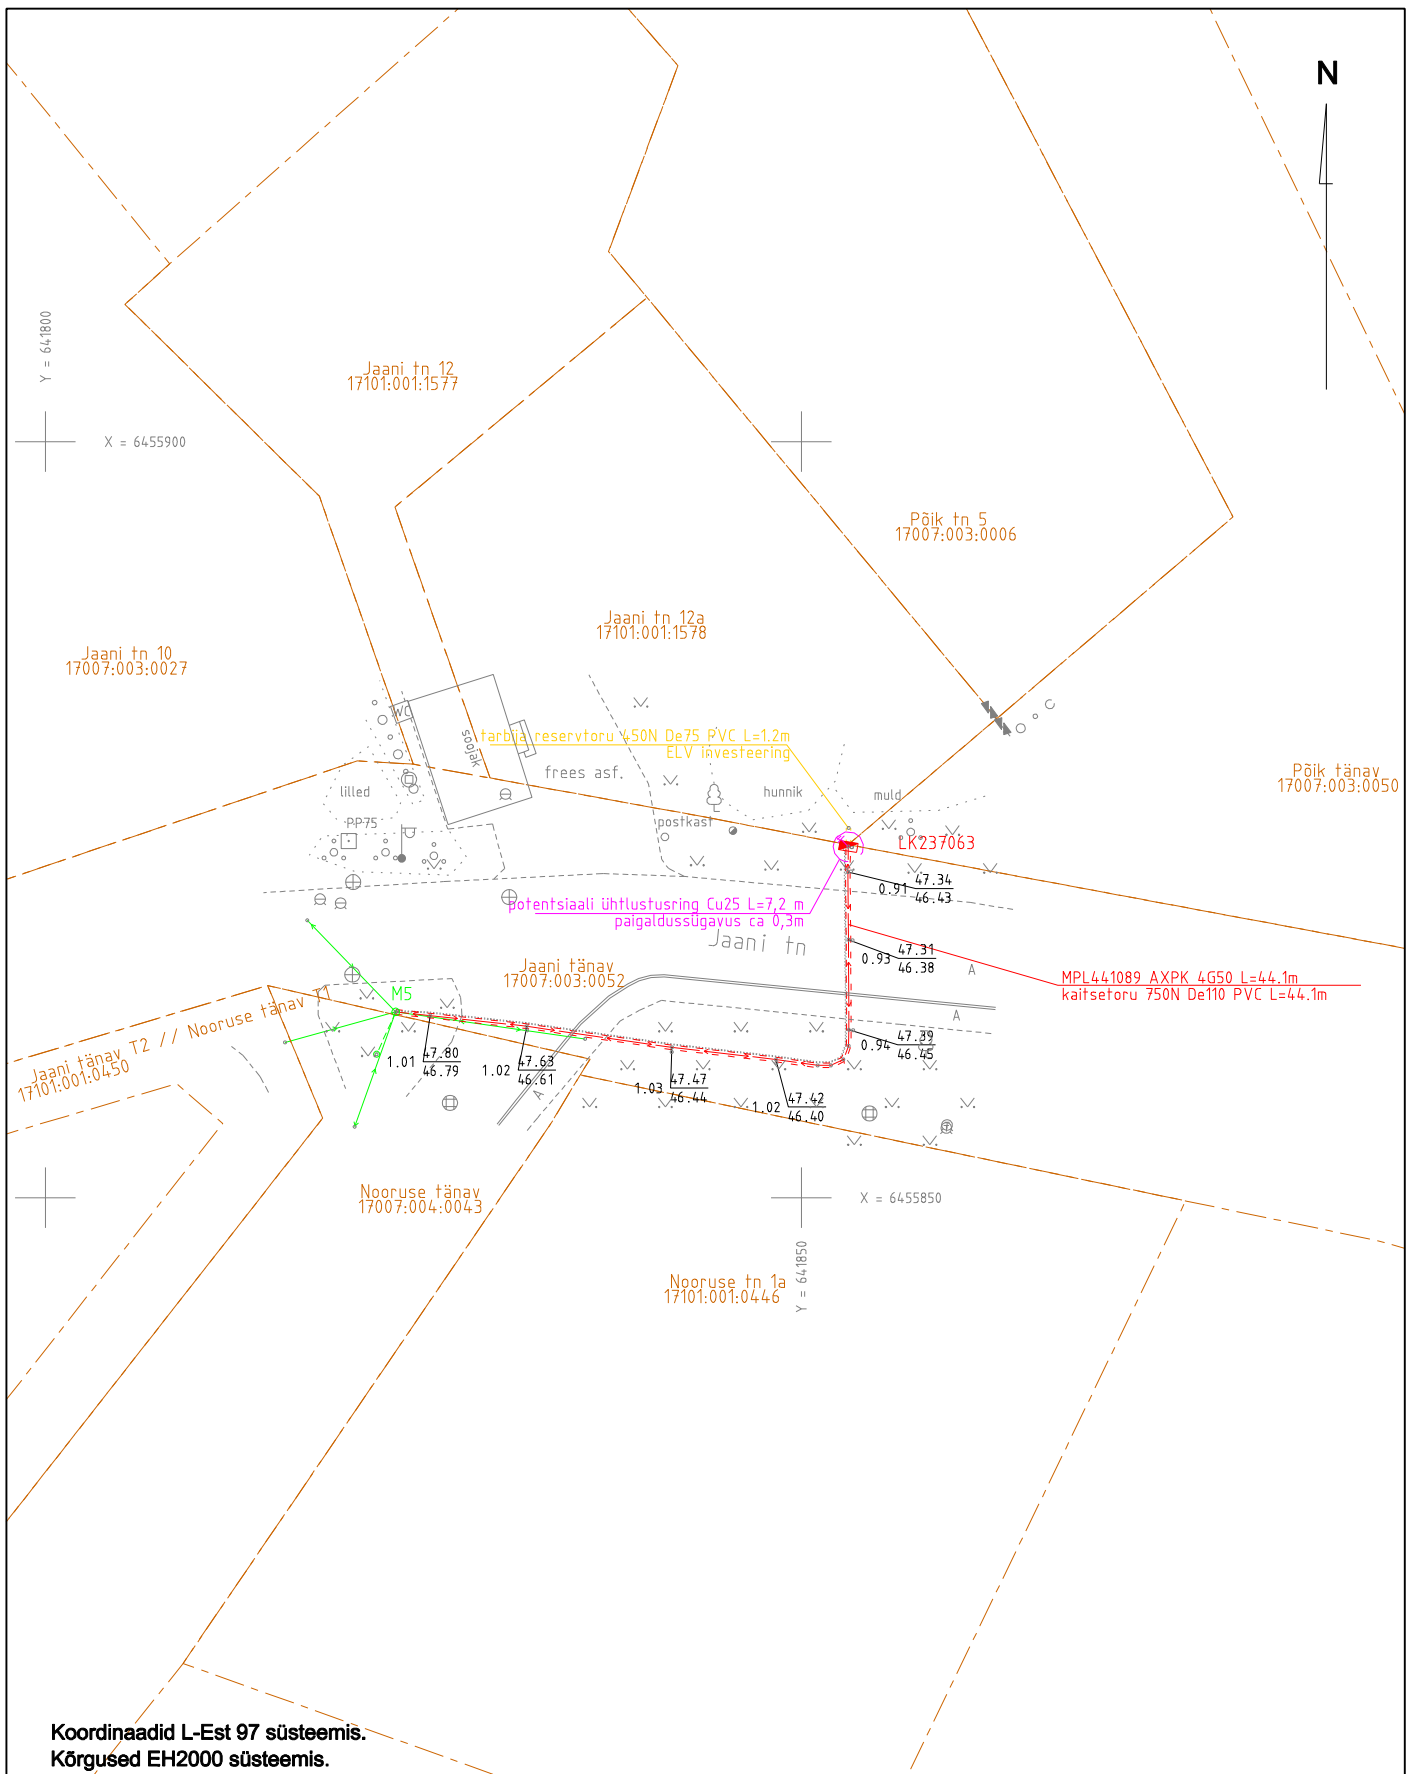 N
Y = 641800
Jaani tn 12
17101:001:1577
X = 6455900
Põik tn 5
17007:003:0006
Jaani tn 12a
17101:001:1578
Jaani tn 10
17007:003:0027
WC
soojak
tarbija reservtoru 450N De75 PVC L=1.2m
ELV investeering
frees asf.
Põik tänav
17007:003:0050
lilled
hunnik
muld
PP75
postkast
LK237063
0.91
47.34
46.43
potentsiaali ühtlustusring Cu25 L=7,2 m
paigaldussügavus ca 0,3m
Jaani tn
0.93
47.31
46.38
A
Jaani tänav
17007:003:0052
MPL441089 AXPK 4G50 L=44.1m
kaitsetoru 750N De110 PVC L=44.1m
M5
A
Jaani tänav T2 // Nooruse tänav T1
17101:001:0450
0.94
47.39
46.45
1.01
47.80
46.79
1.02
47.63
46.61
A
1.03
47.47
46.44
1.02
47.42
46.40
Nooruse tänav
17007:004:0043
X = 6455850
Y = 641850
Nooruse tn 1a
17101:001:0446
Koordinaadid L-Est 97 süsteemis.
Kõrgused EH2000 süsteemis.